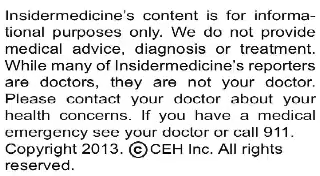 Insidermedicine's content is for informa-
tional purposes only. We do not provide
medical advice, diagnosis or treatment.
While many of Insidermedicine's reporters
are doctors, they are not your doctor.
Please contact your doctor about your
health concerns. If you have a medical
emergency see your doctor or call 911.
Copyright 2013. ©CEH Inc. All rights
reserved.